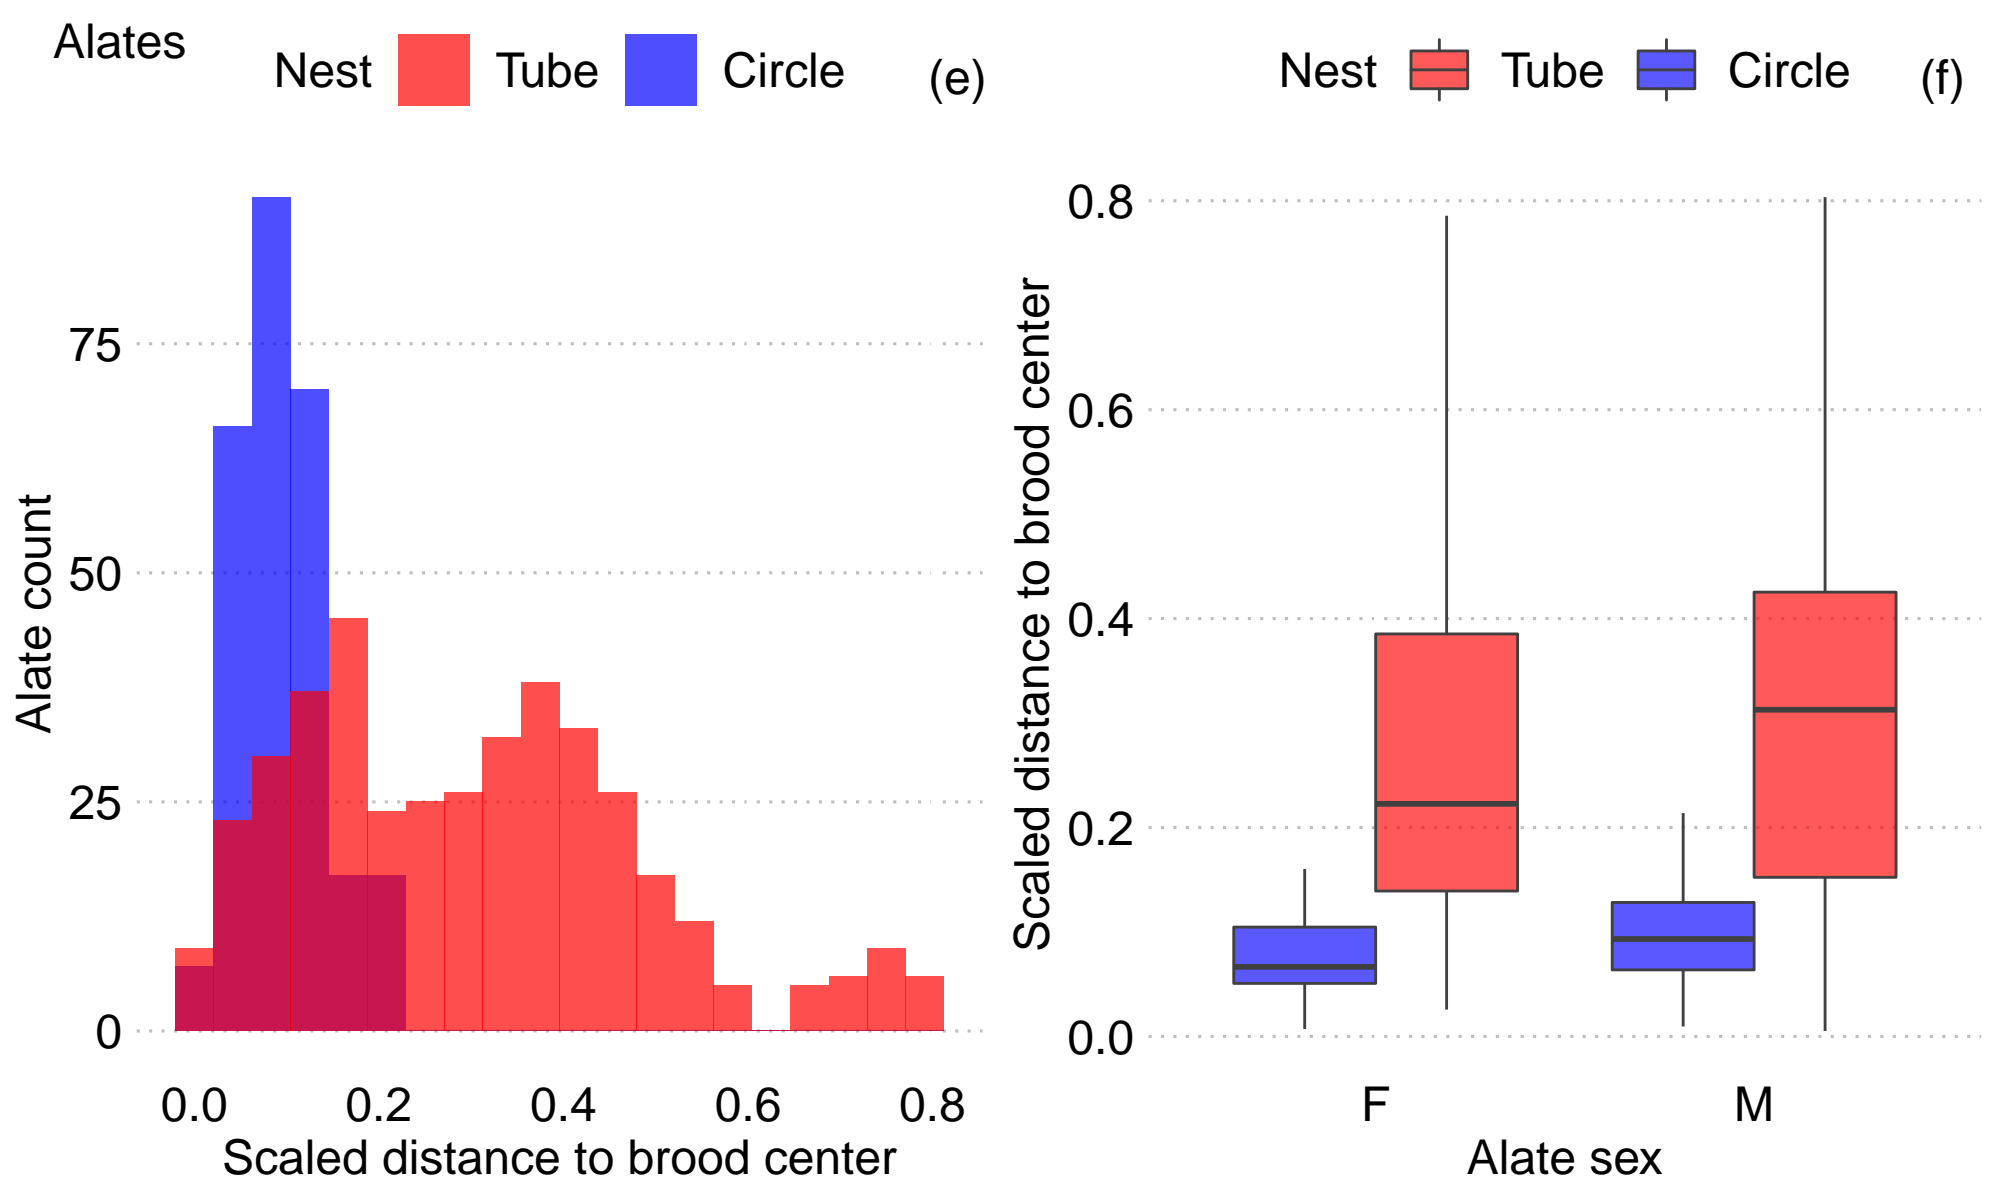 Alates
Nest Tube Circle (e)
75
50
25
0
Alate count
0.0 0.2 0.4 0.6 0.8
Scaled distance to brood center
Nest Tube Circle (f)
0.8
0.6
0.4
0.2
0.0
Scaled distance to brood center
F M
Alate sex